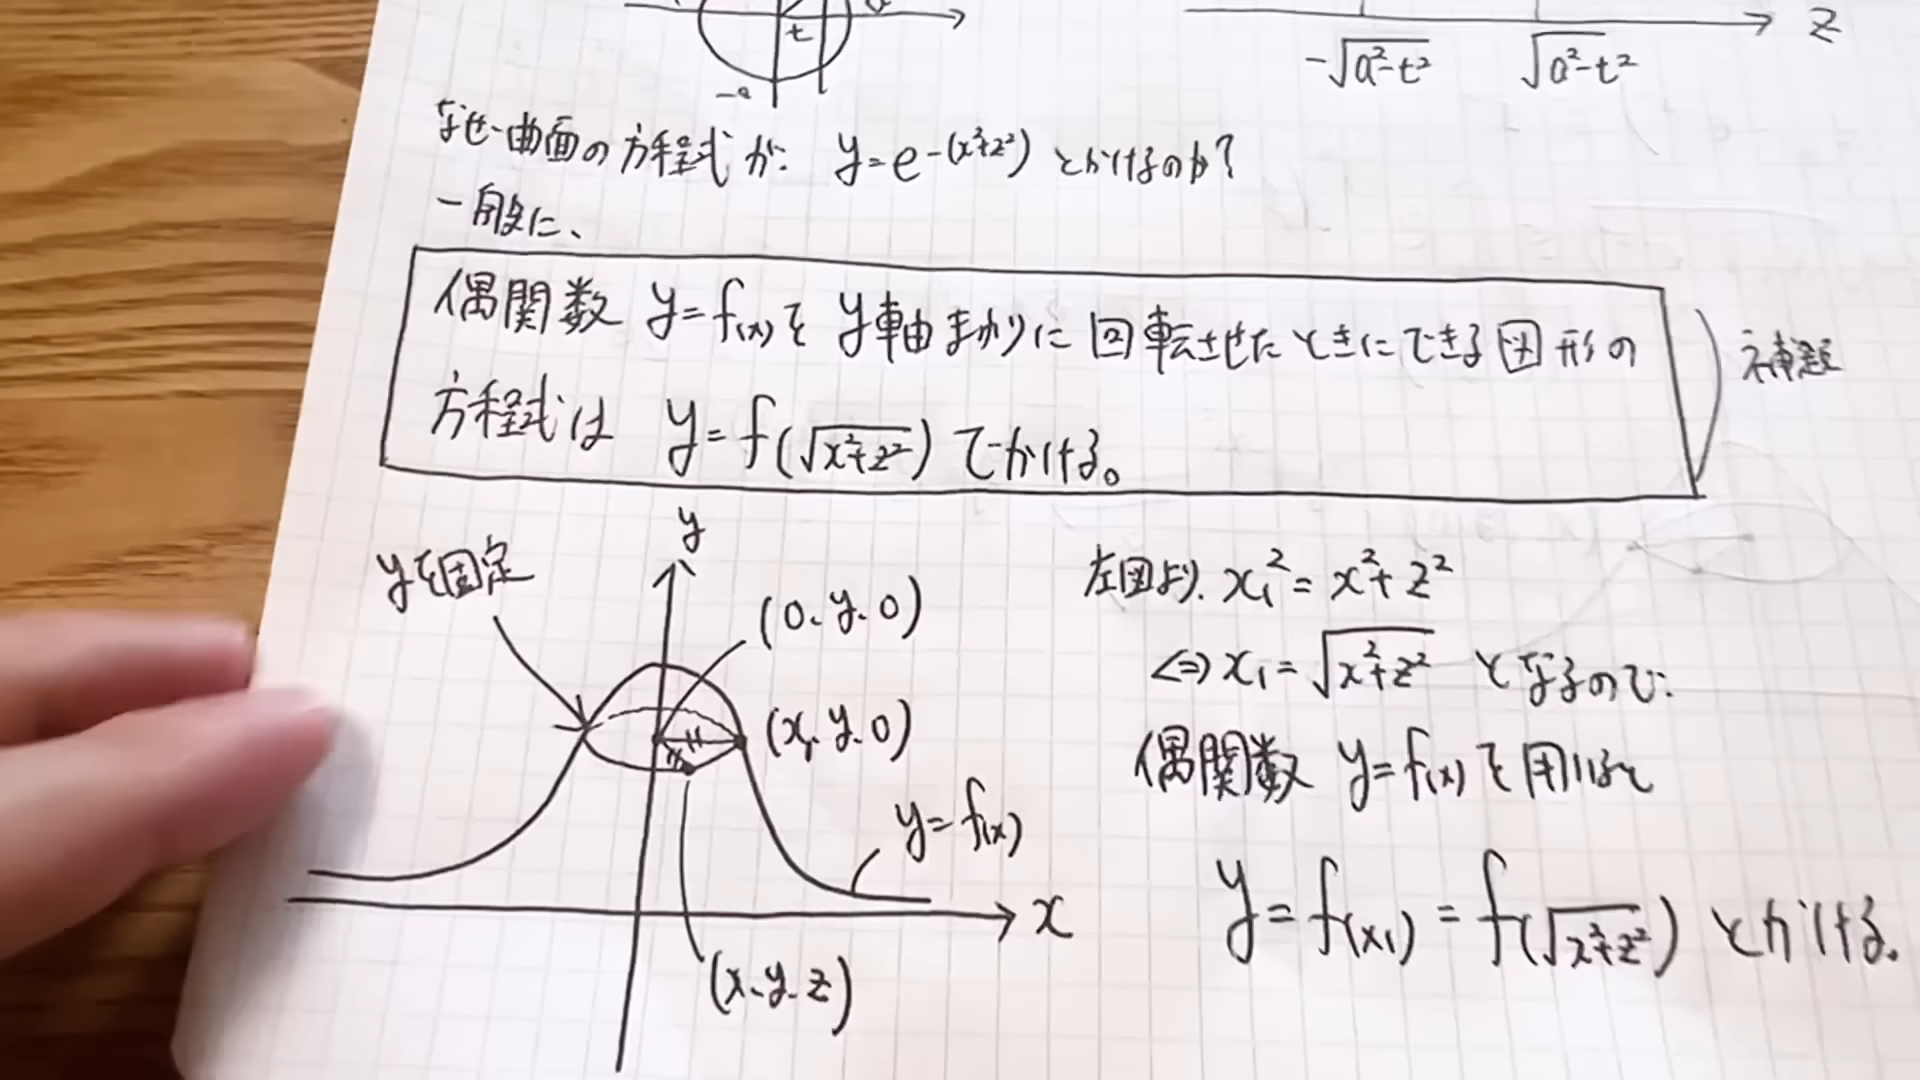 t
-a
z
-√a²-t²
√a²-t²
なぜ曲面の方程式が、y=e^-(x²+z²) とかけるのか?
一般に、
偶関数 y=f(x)を y軸まわりに回転させたときにできる図形の
方程式は y=f(√x²+z²) でかける。
補題
yを固定
y
(0、y、0)
(x₁、y、0)
y=f(x)
x
(x、y、z)
左図より、x₁²=x²+z²
⇔x₁=√x²+z² となるので、
偶関数 y=f(x)を用いると
y=f(x₁)=f(√x²+z²) とかける。